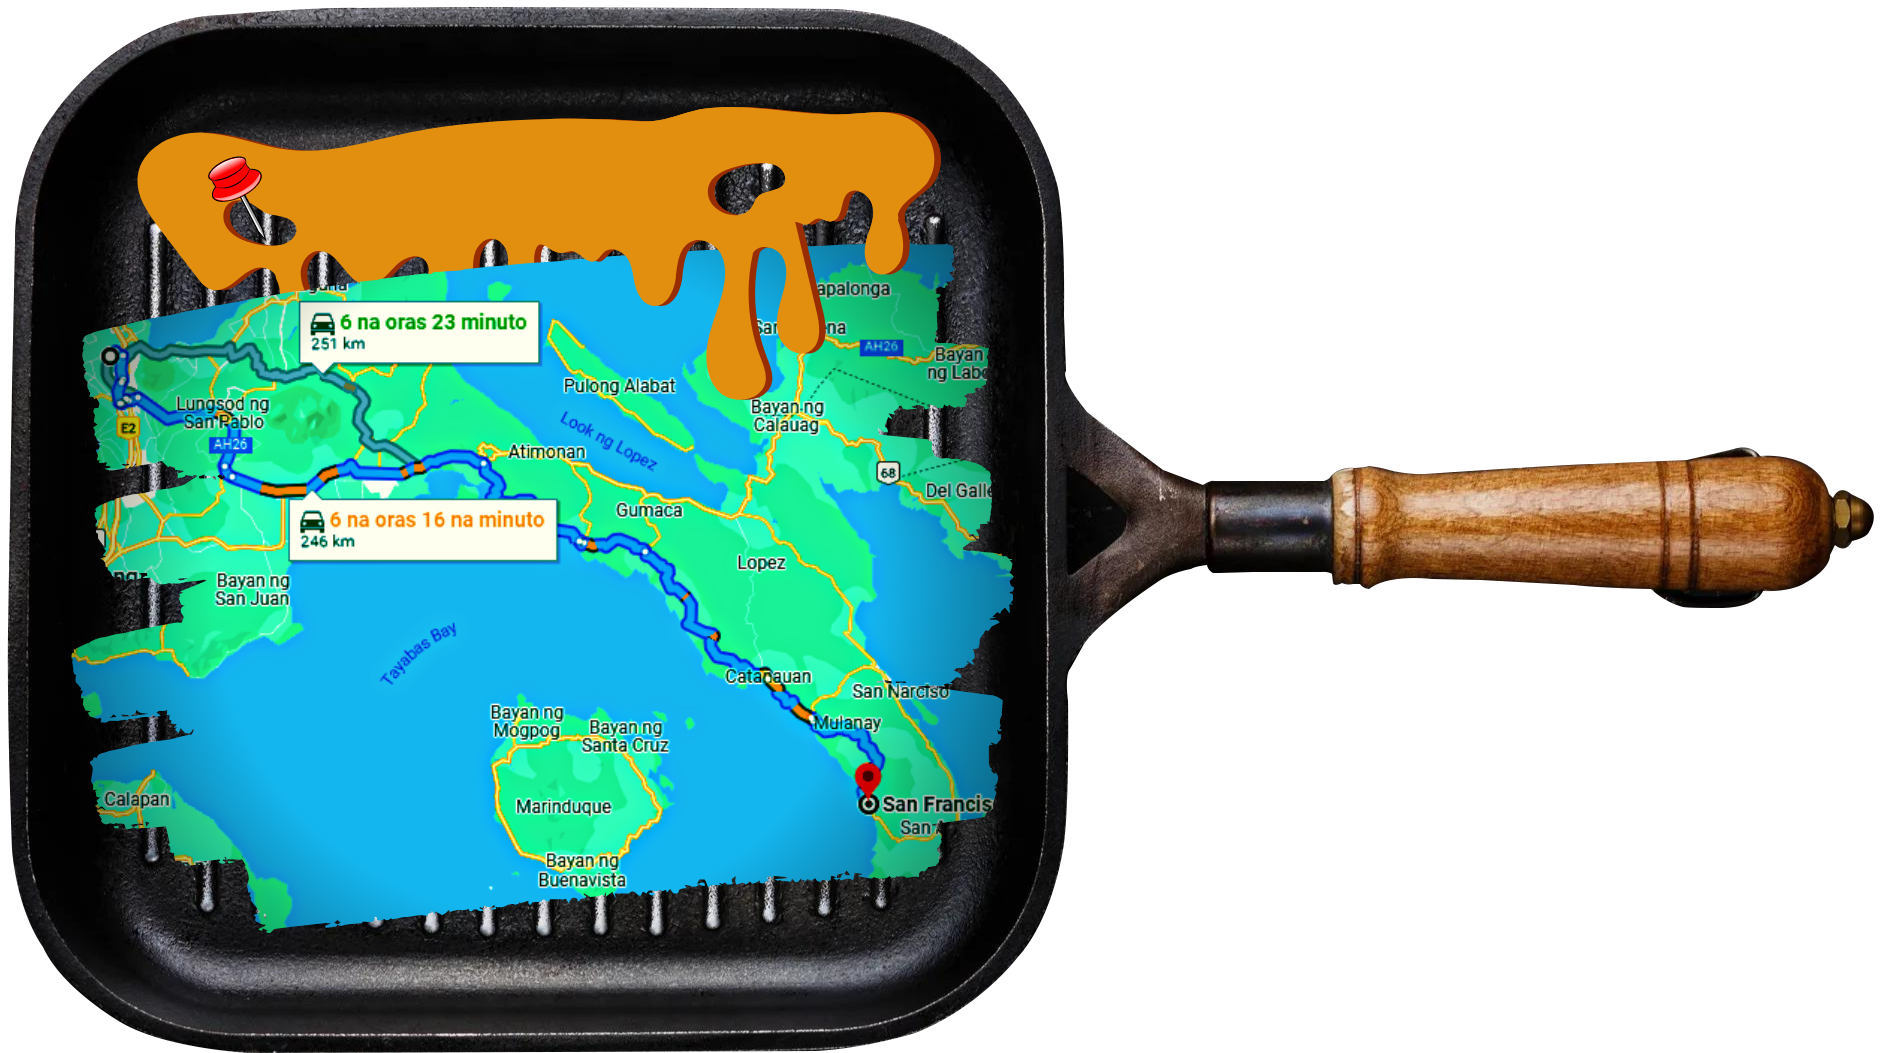 6 na oras 23 minuto
251 km
apalonga
AH26
Bayan
ng Labo
Pulong Alabat
Bayan ng
Calauag
Lungsod ng
San Pablo
E2
AH26
Look ng Lopez
Atimonan
68
Del Galle
Gumaca
6 na oras 16 na minuto
246 km
Lopez
Bayan ng
San Juan
Tayabas Bay
Catanauan
San Narciso
Mulanay
Bayan ng
Mogpog
Bayan ng
Santa Cruz
Calapan
Marinduque
San Francis
San A
Bayan ng
Buenavista